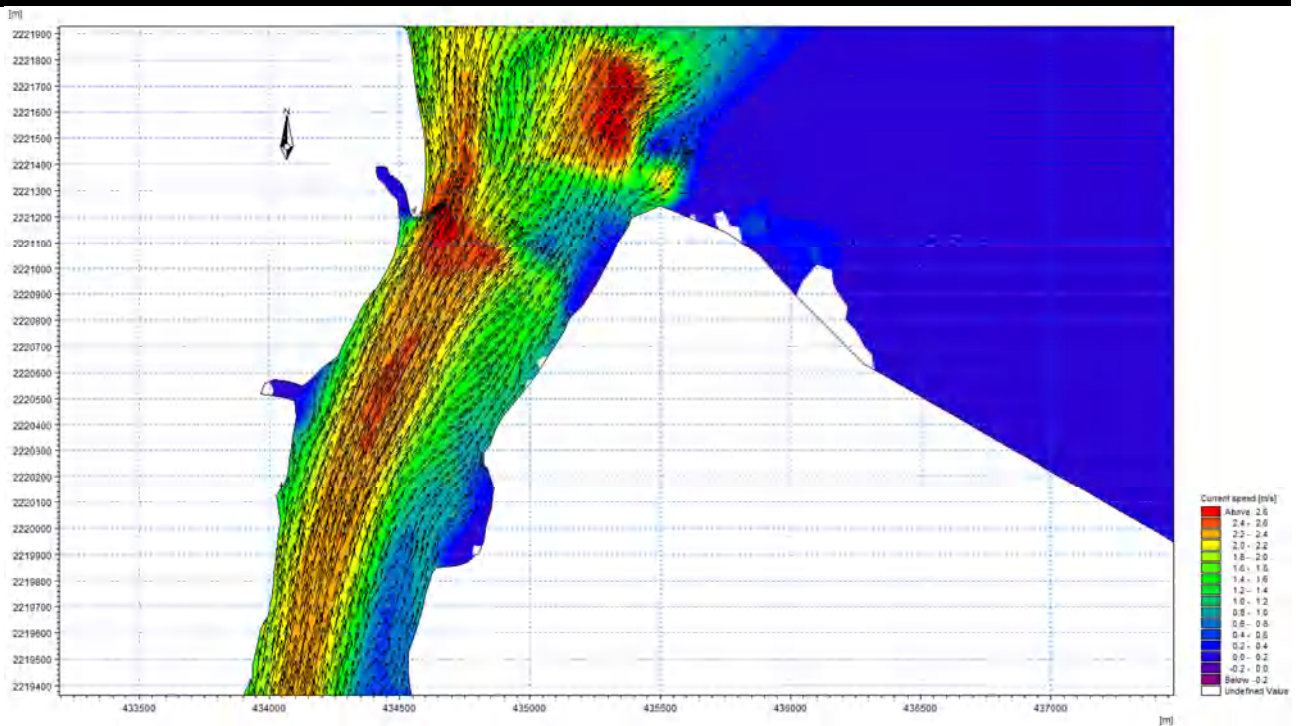 [m]
2221900
2221800
2221700
2221600
2221500
2221400
2221300
2221200
2221100
2221000
2220900
2220800
2220700
2220600
2220500
2220400
2220300
2220200
2220100
2220000
2219900
2219800
2219700
2219600
2219500
2219400
N
433500 434000 434500 435000 435500 436000 436500 437000
[m]
Current speed [m/s]
Above 2.6
2.4 - 2.6
2.2 - 2.4
2.0 - 2.2
1.8 - 2.0
1.6 - 1.8
1.4 - 1.6
1.2 - 1.4
1.0 - 1.2
0.8 - 1.0
0.6 - 0.8
0.4 - 0.6
0.2 - 0.4
0.0 - 0.2
-0.2 - 0.0
Below -0.2
Undefined Value